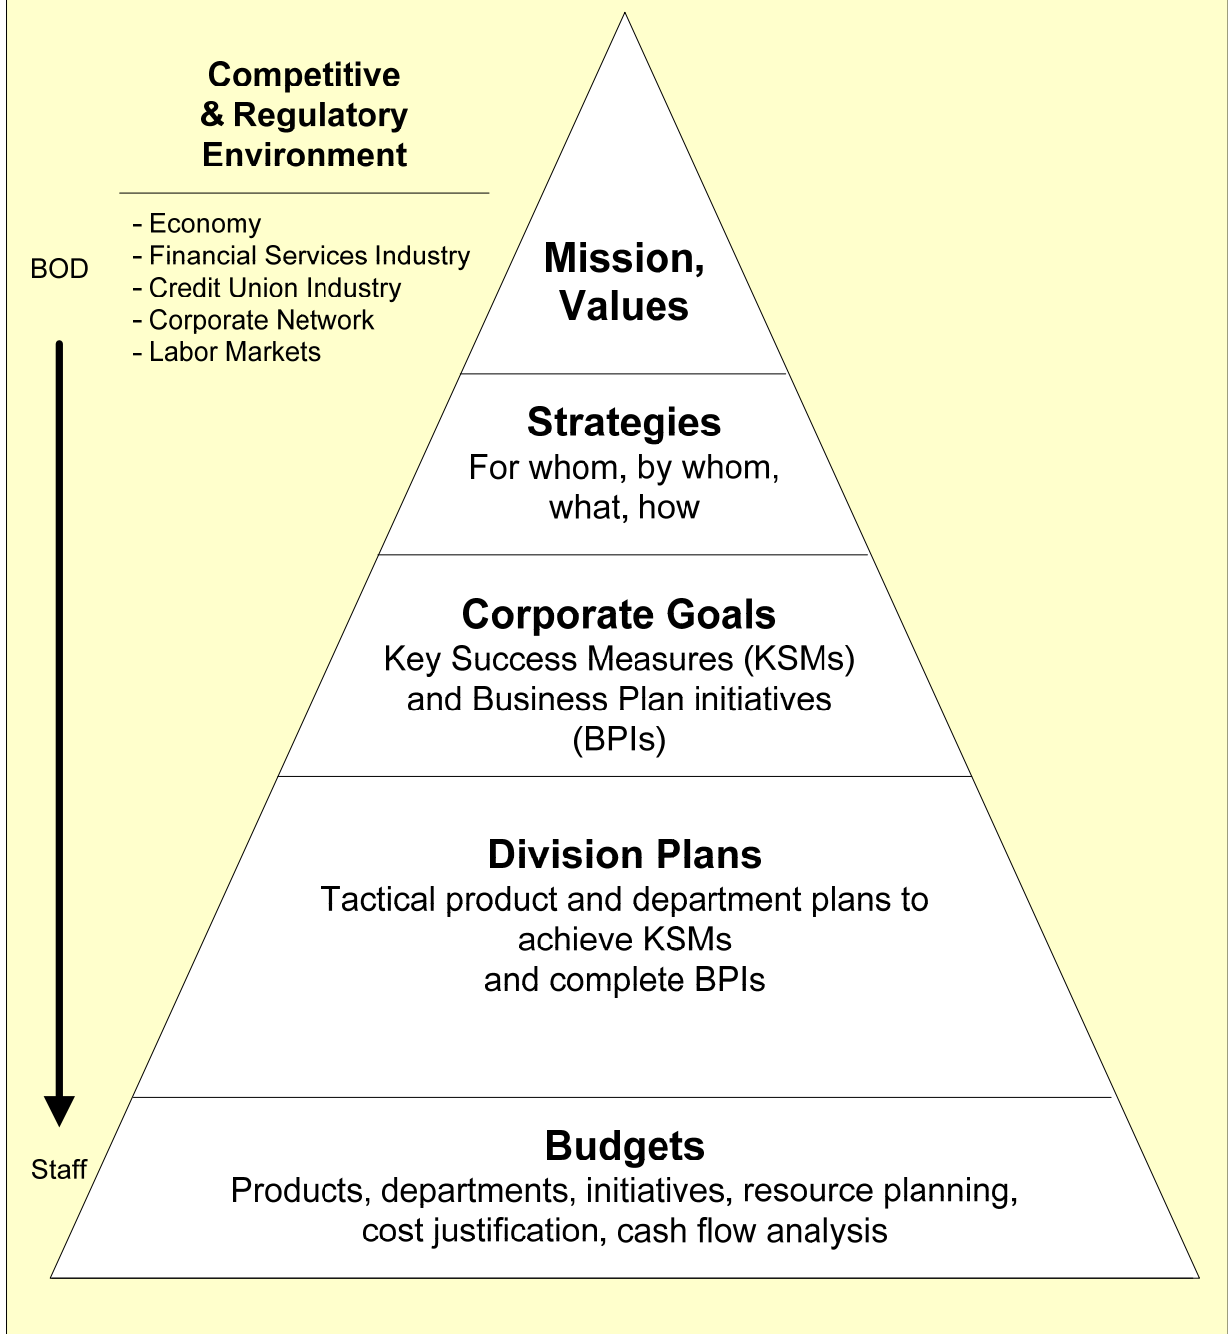 Competitive
& Regulatory
Environment
- Economy
- Financial Services Industry
- Credit Union Industry
- Corporate Network
- Labor Markets
BOD
Staff
Mission,
Values
Strategies
For whom, by whom,
what, how
Corporate Goals
Key Success Measures (KSMs)
and Business Plan initiatives
(BPIs)
Division Plans
Tactical product and department plans to
achieve KSMs
and complete BPIs
Budgets
Products, departments, initiatives, resource planning,
cost justification, cash flow analysis